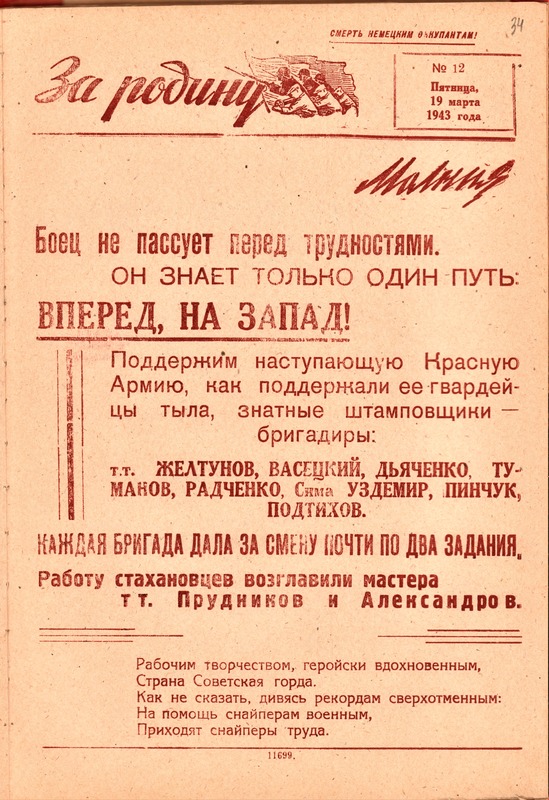 34
СМЕРТЬ НЕМЕЦКИМ ОККУПАНТАМ!
За родину
№ 12
Пятница,
19 марта
1943 года
Молния
Боец не пассует перед трудностями.
ОН ЗНАЕТ ТОЛЬКО ОДИН ПУТЬ:
ВПЕРЕД, НА ЗАПАД!
Поддержим наступающую Красную
Армию, как поддержали ее гвардей-
цы тыла, знатные штамповщики —
бригадиры:
т.т. ЖЕЛТУНОВ, ВАСЕЦКИЙ, ДЬЯЧЕНКО, ТУ-
МАКОВ, РАДЧЕНКО, Сима УЗДЕМИР, ПИНЧУК,
ПОДТИХОВ.
КАЖДАЯ БРИГАДА ДАЛА ЗА СМЕНУ ПОЧТИ ПО ДВА ЗАДАНИЯ.
Работу стахановцев возглавили мастера
тт. Прудников и Александров.
Рабочим творчеством, геройски вдохновенным,
Страна Советская горда.
Как не сказать, дивясь рекордам сверхотменным:
На помощь снайперам военным,
Приходят снайперы труда.
11699.